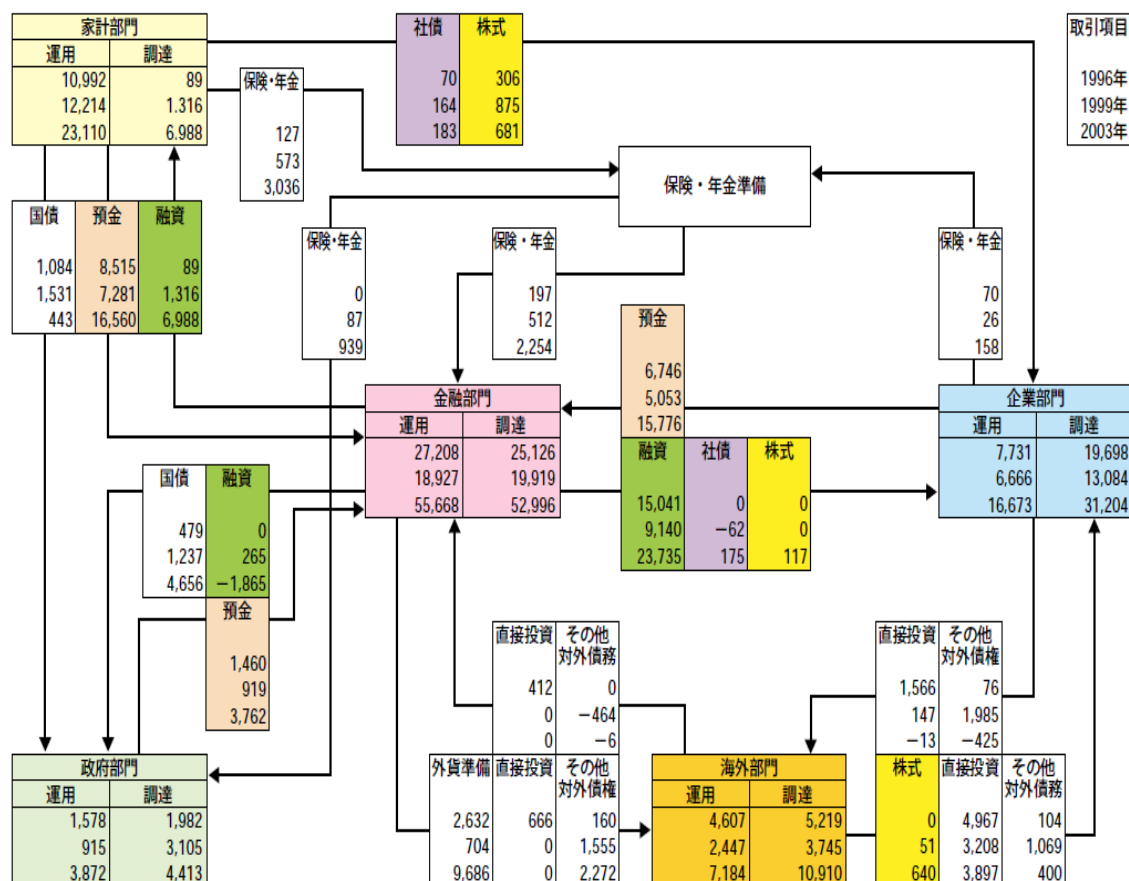 家計部門
運用 調達
10,992 89
12,214 1.316
23,110 6.988
社債 株式
70 306
164 875
183 681
取引項目
1996年
1999年
2003年
保険・年金
127
573
3,036
保険・年金準備
国債 預金 融資
1,084 8,515 89
1,531 7,281 1,316
443 16,560 6,988
保険・年金
0
87
939
保険・年金
197
512
2,254
保険・年金
70
26
158
預金
6,746
5,053
15,776
金融部門
運用 調達
27,208 25,126
18,927 19,919
55,668 52,996
企業部門
運用 調達
7,731 19,698
6,666 13,084
16,673 31,204
融資 社債 株式
15,041 0 0
9,140 −62 0
23,735 175 117
国債 融資
479 0
1,237 265
4,656 −1,865
預金
1,460
919
3,762
直接投資 その他
対外債務
412 0
0 −464
0 −6
直接投資 その他
対外債権
1,566 76
147 1,985
−13 −425
政府部門
運用 調達
1,578 1,982
915 3,105
3,872 4,413
外貨準備 直接投資 その他
対外債権
2,632 666 160
704 0 1,555
9,686 0 2,272
海外部門
運用 調達
4,607 5,219
2,447 3,745
7,184 10,910
株式 直接投資 その他
対外債務
0 4,967 104
51 3,208 1,069
640 3,897 400